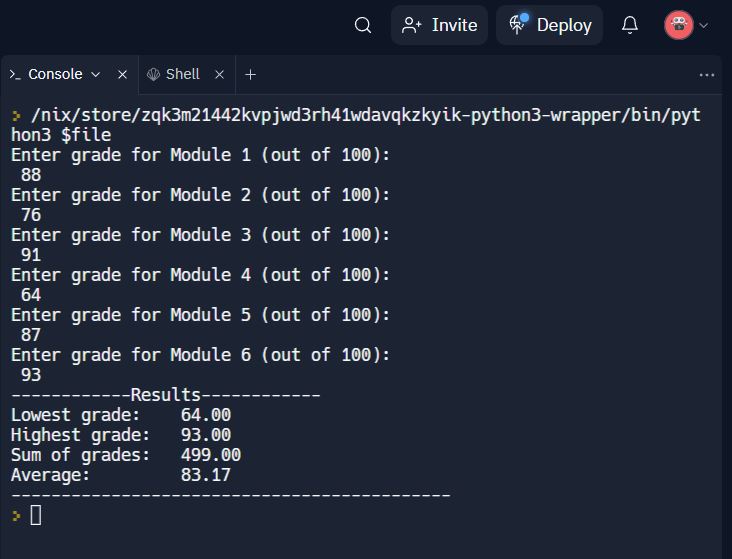 Invite Deploy
Console Shell
> /nix/store/zqk3m21442kvpjwd3rh41wdavqkzkyik-python3-wrapper/bin/pyt
hon3 $file
Enter grade for Module 1 (out of 100):
 88
Enter grade for Module 2 (out of 100):
 76
Enter grade for Module 3 (out of 100):
 91
Enter grade for Module 4 (out of 100):
 64
Enter grade for Module 5 (out of 100):
 87
Enter grade for Module 6 (out of 100):
 93
------------Results------------
Lowest grade:    64.00
Highest grade:   93.00
Sum of grades:   499.00
Average:         83.17
--------------------------------------------
>